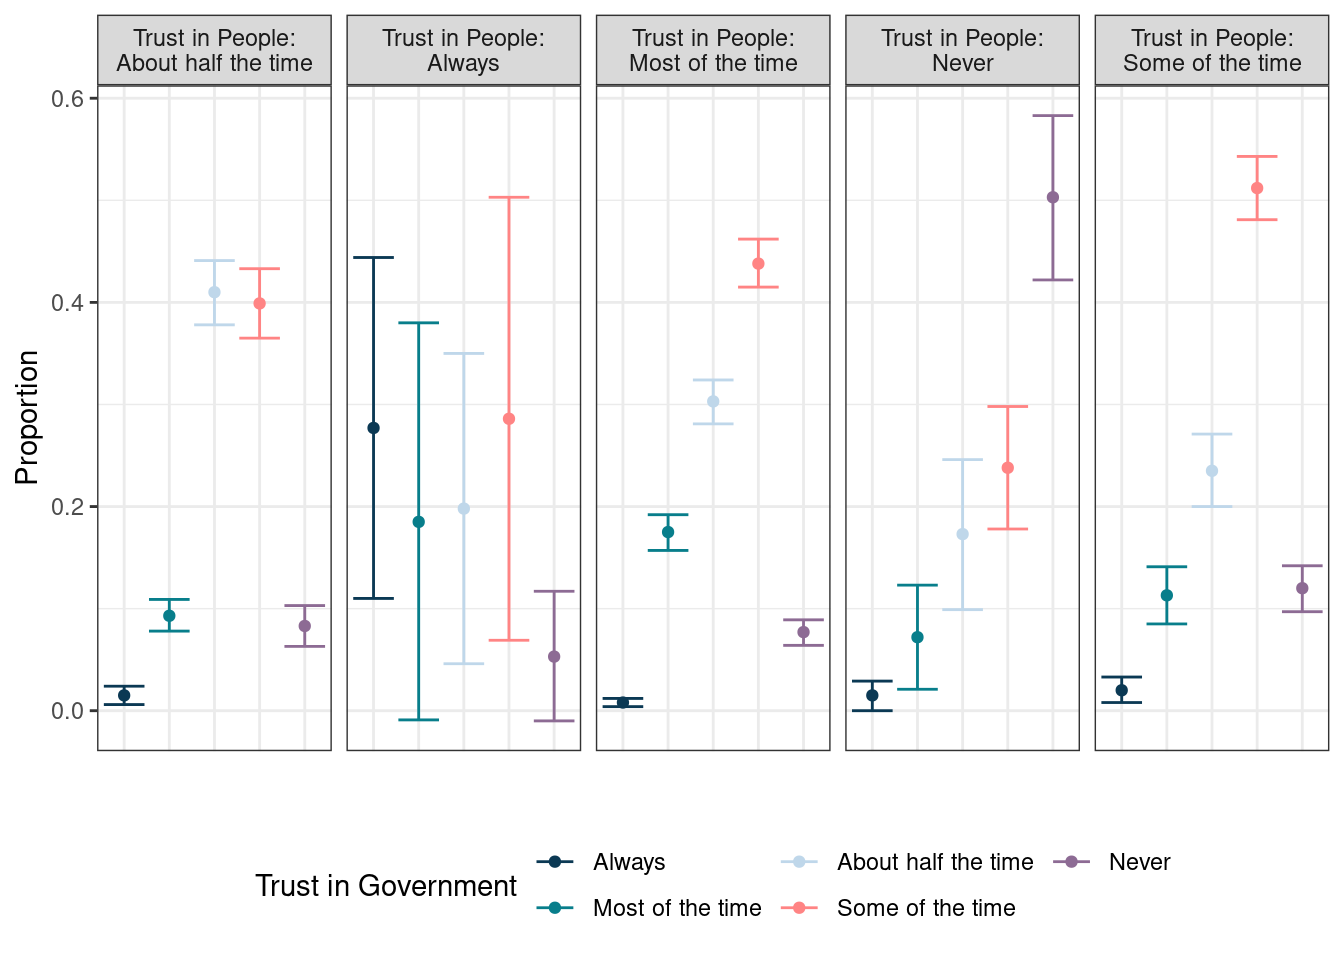 Trust in People:
About half the time
Trust in People:
Always
Trust in People:
Most of the time
Trust in People:
Never
Trust in People:
Some of the time
0.6
0.4
0.2
0.0
Proportion
Trust in Government
Always
About half the time
Never
Most of the time
Some of the time